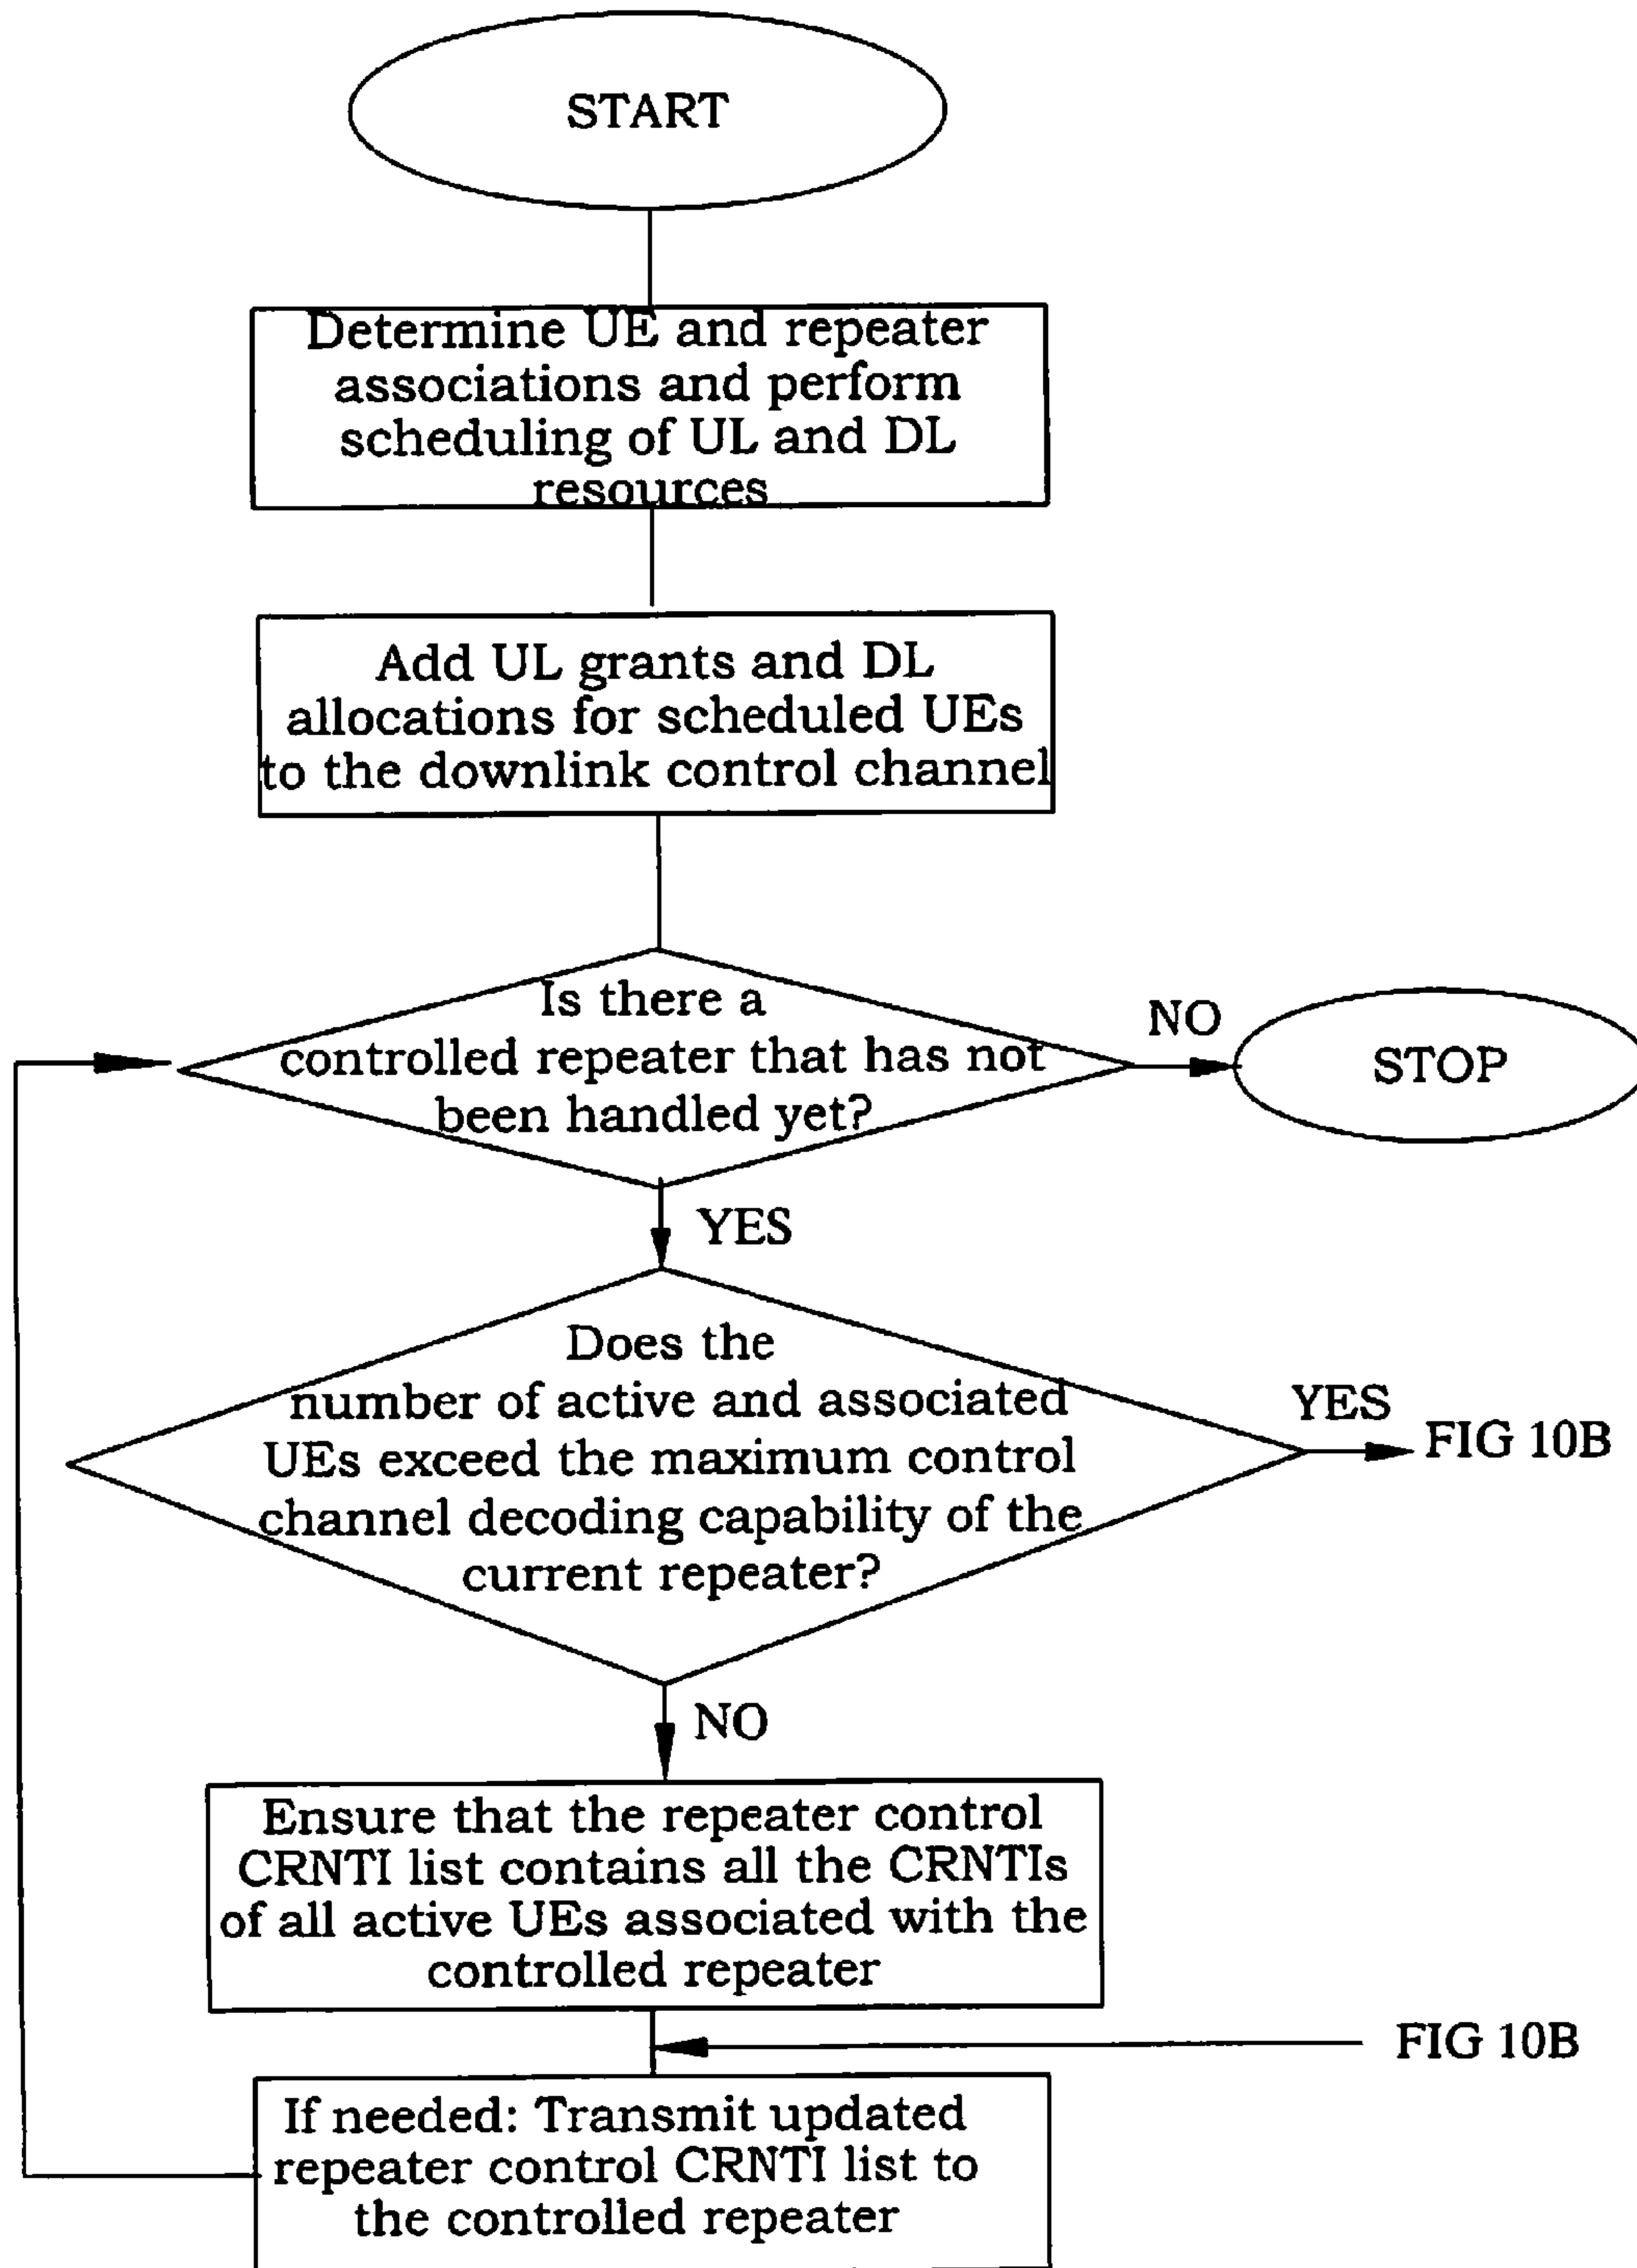 START
Determine UE and repeater
associations and perform
scheduling of UL and DL
resources
Add UL grants and DL
allocations for scheduled UEs
to the downlink control channel
Is there a
controlled repeater that has not
been handled yet?
NO
STOP
YES
Does the
number of active and associated
UEs exceed the maximum control
channel decoding capability of the
current repeater?
YES
FIG 10B
NO
Ensure that the repeater control
CRNTI list contains all the CRNTIs
of all active UEs associated with the
controlled repeater
FIG 10B
If needed: Transmit updated
repeater control CRNTI list to
the controlled repeater